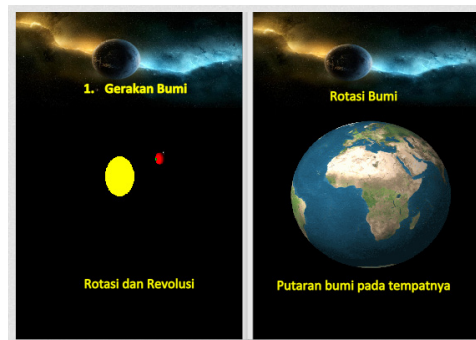 1. Gerakan Bumi
Rotasi dan Revolusi
Rotasi Bumi
Putaran bumi pada tempatnya